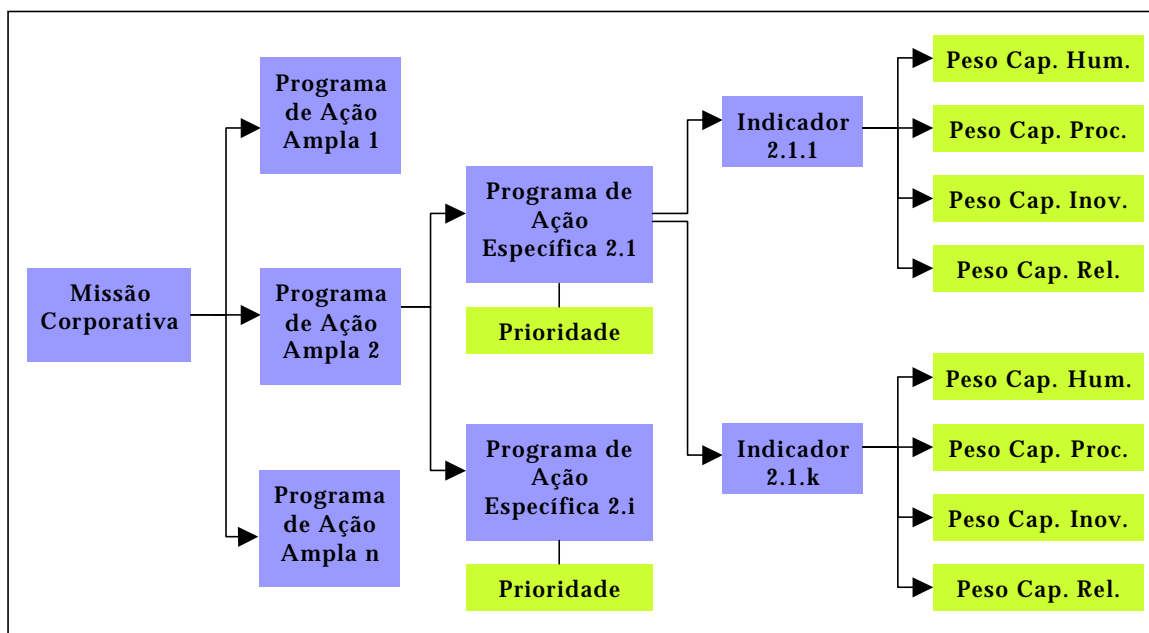 Missão
Corporativa
Programa
de Ação
Ampla 1
Programa
de Ação
Ampla 2
Programa
de Ação
Ampla n
Programa de
Ação
Específica 2.1
Prioridade
Programa de
Ação
Específica 2.i
Prioridade
Indicador
2.1.1
Indicador
2.1.k
Peso Cap. Hum.
Peso Cap. Proc.
Peso Cap. Inov.
Peso Cap. Rel.
Peso Cap. Hum.
Peso Cap. Proc.
Peso Cap. Inov.
Peso Cap. Rel.